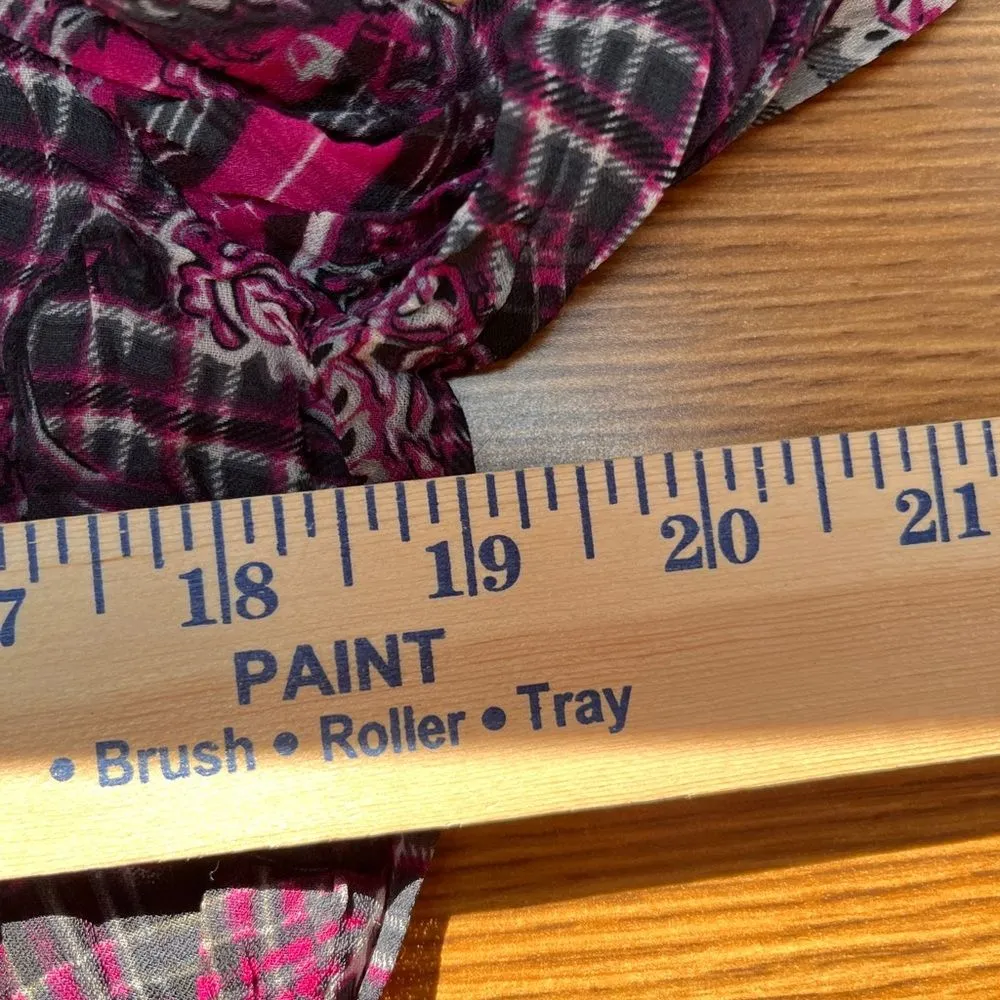 7 18 19 20 21
PAINT
• Brush • Roller • Tray